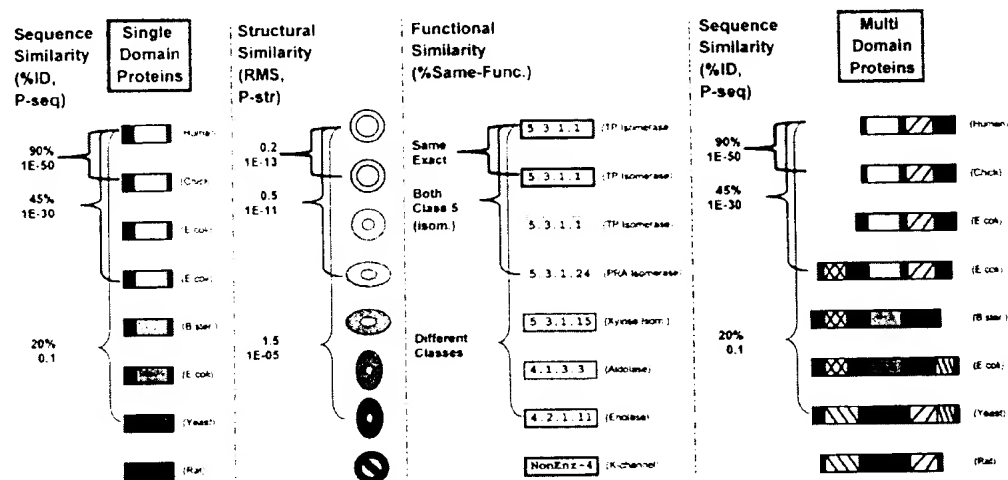 Sequence
Similarity
(%ID,
P-seq)
Single
Domain
Proteins
90%
1E-50
45%
1E-30
20%
0.1
(Human)
(Chick)
(E coli)
(E coli)
(B ster.)
(E coli)
(Yeast)
(Rat)
Structural
Similarity
(RMS,
P-str)
0.2
1E-13
0.5
1E-11
1.5
1E-05
Functional
Similarity
(%Same-Func.)
Same
Exact
Both
Class 5
(isom.)
Different
Classes
5.3.1.1 (TP Isomerase)
5.3.1.1 (TP Isomerase)
5.3.1.1 (TP Isomerase)
5.3.1.24 (PRA Isomerase)
5.3.1.15 (Xylose Isom.)
4.1.3.3 (Aldolase)
4.2.1.11 (Enolase)
NonEnz-4 (K-channel)
Sequence
Similarity
(%ID,
P-seq)
Multi
Domain
Proteins
90%
1E-50
45%
1E-30
20%
0.1
(Human)
(Chick)
(E coli)
(E coli)
(B ster.)
(E coli)
(Yeast)
(Rat)